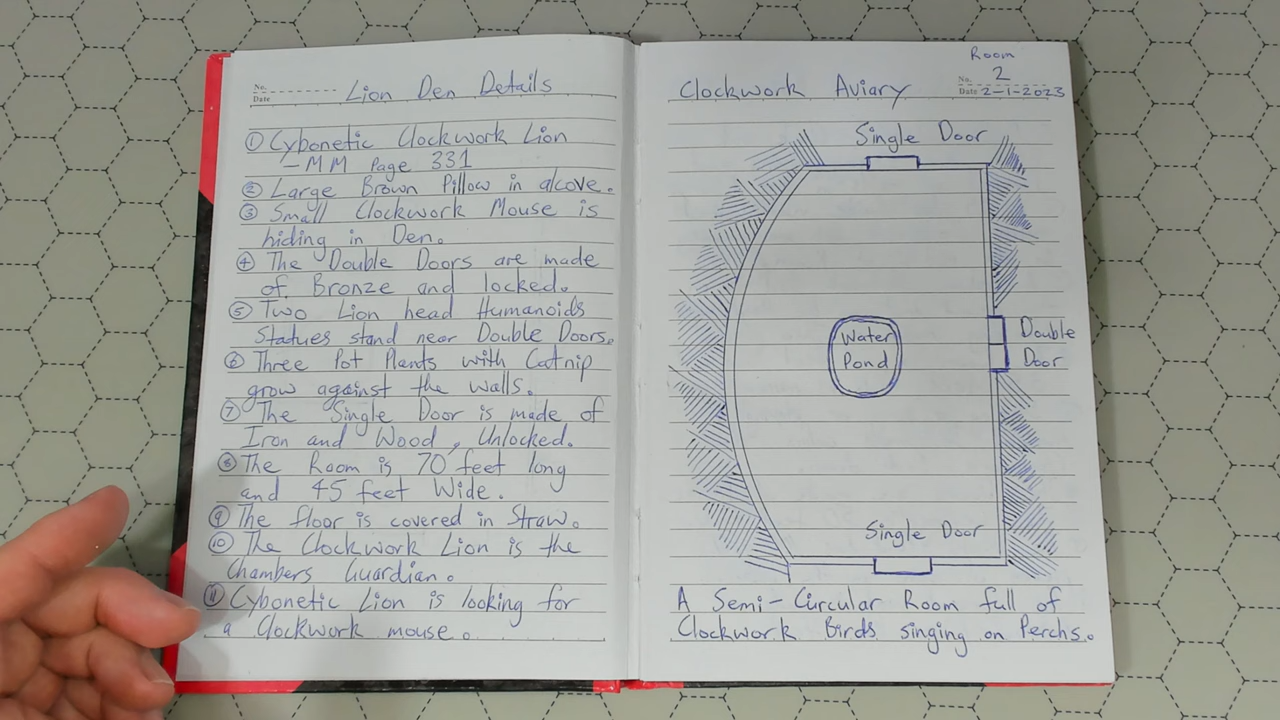 No.
Date
Lion Den Details
① Cybonetic Clockwork Lion
- MM Page 331
② Large Brown Pillow in alcove.
③ Small Clockwork Mouse is
hiding in Den.
④ The Double Doors are made
of Bronze and locked.
⑤ Two Lion head Humanoids
Statues stand near Double Doors.
⑥ Three Pot Plants with Catnip
grow against the walls.
⑦ The Single Door is made of
Iron and Wood, Unlocked.
⑧ The Room is 70 feet long
and 45 feet Wide.
⑨ The floor is covered in Straw.
⑩ The Clockwork Lion is the
Chambers Guardian.
⑪ Cybonetic Lion is looking for
a Clockwork mouse.
Room
Clockwork Aviary
No. 2
Date 2-1-2023
Single Door
Water
Pond
Double
Door
Single Door
A Semi-Circular Room full of
Clockwork Birds singing on Perchs.